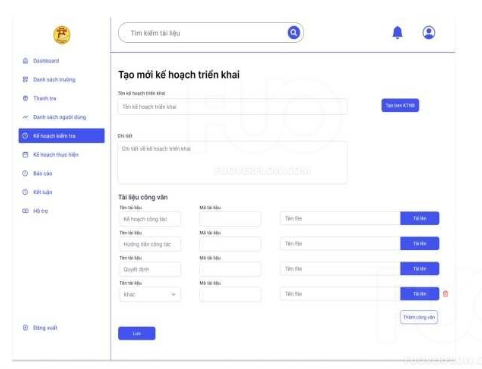 Tìm kiếm tài liệu
Dashboard
Danh sách trường
Thanh tra
Danh sách người dùng
Kế hoạch kiểm tra
Kế hoạch thực hiện
Báo cáo
Kết luận
Hỗ trợ
Đăng xuất
Tạo mới kế hoạch triển khai
Tên kế hoạch triển khai
Tên kế hoạch triển khai
Tạo bản KTNB
Chi tiết
Chi tiết về kế hoạch triển khai
Tài liệu công văn
Tên tài liệu Mã tài liệu
Kế hoạch công tác Tên file Tải lên
Tên tài liệu Mã tài liệu
Hướng dẫn công tác Tên file Tải lên
Tên tài liệu Mã tài liệu
Quyết định Tên file Tải lên
Tên tài liệu Mã tài liệu
Khác Tên file Tải lên
Thêm công văn
Lưu